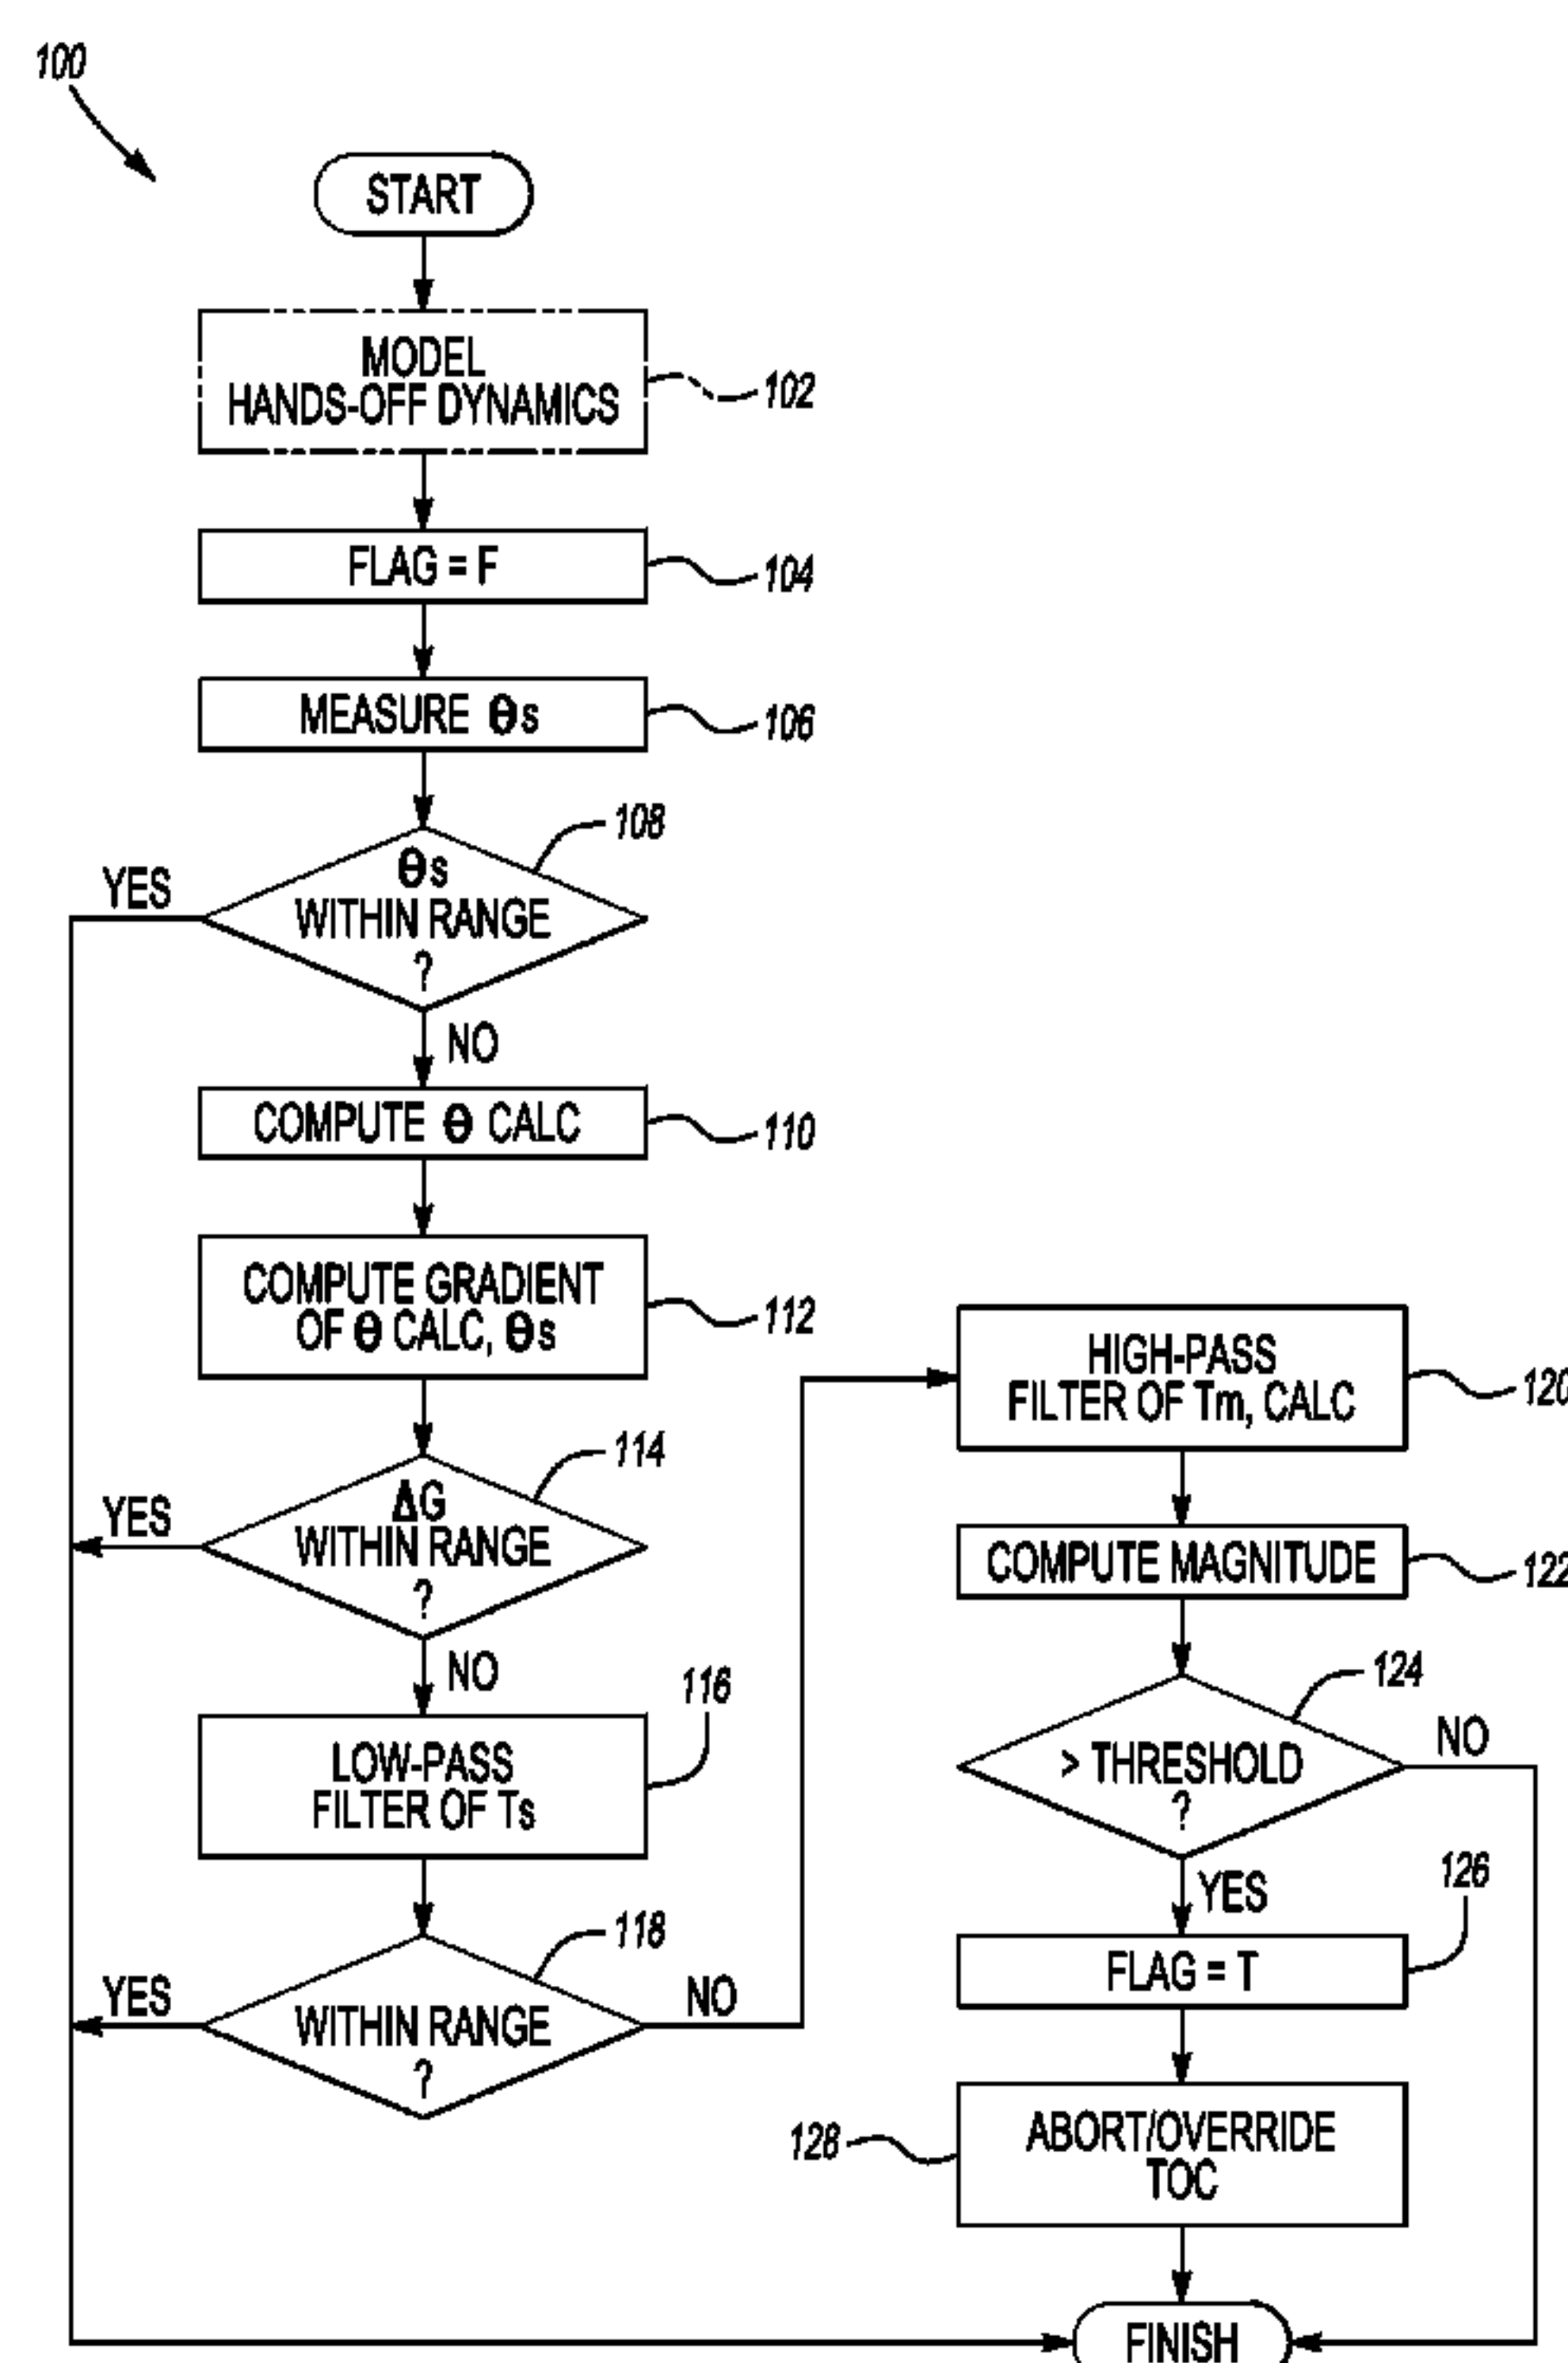 100
START
MODEL
HANDS-OFF DYNAMICS
102
FLAG = F
104
MEASURE Θs
106
108
YES
Θs
WITHIN RANGE
?
NO
COMPUTE Θ CALC
110
COMPUTE GRADIENT
OF Θ CALC, Θs
112
114
YES
ΔG
WITHIN RANGE
?
NO
116
LOW-PASS
FILTER OF Ts
118
YES
WITHIN RANGE
?
NO
HIGH-PASS
FILTER OF Tm, CALC
120
COMPUTE MAGNITUDE
122
124
> THRESHOLD
?
NO
YES
126
FLAG = T
128
ABORT/OVERRIDE
TOC
FINISH